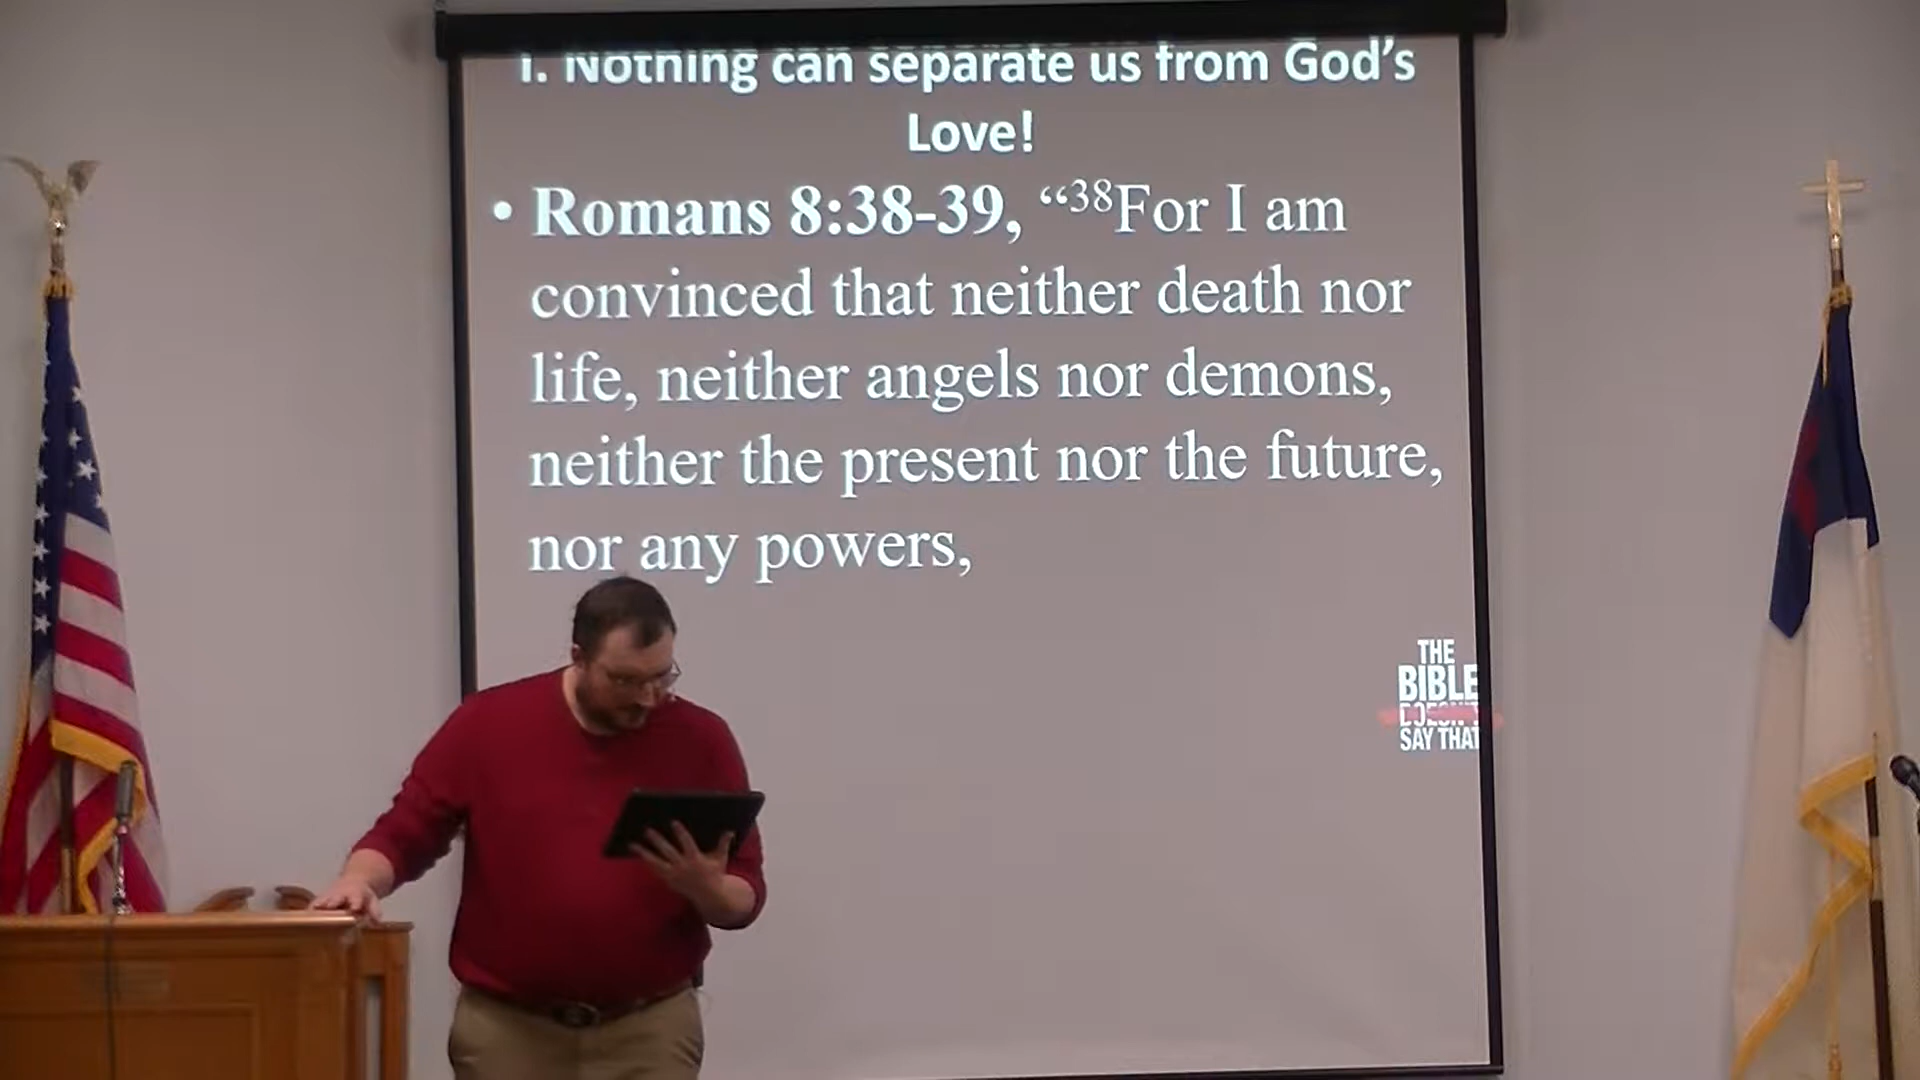 I. Nothing can separate us from God's
Love!
• Romans 8:38-39, “³⁸For I am
convinced that neither death nor
life, neither angels nor demons,
neither the present nor the future,
nor any powers,
THE
BIBLE
DOESN'T
SAY THAT